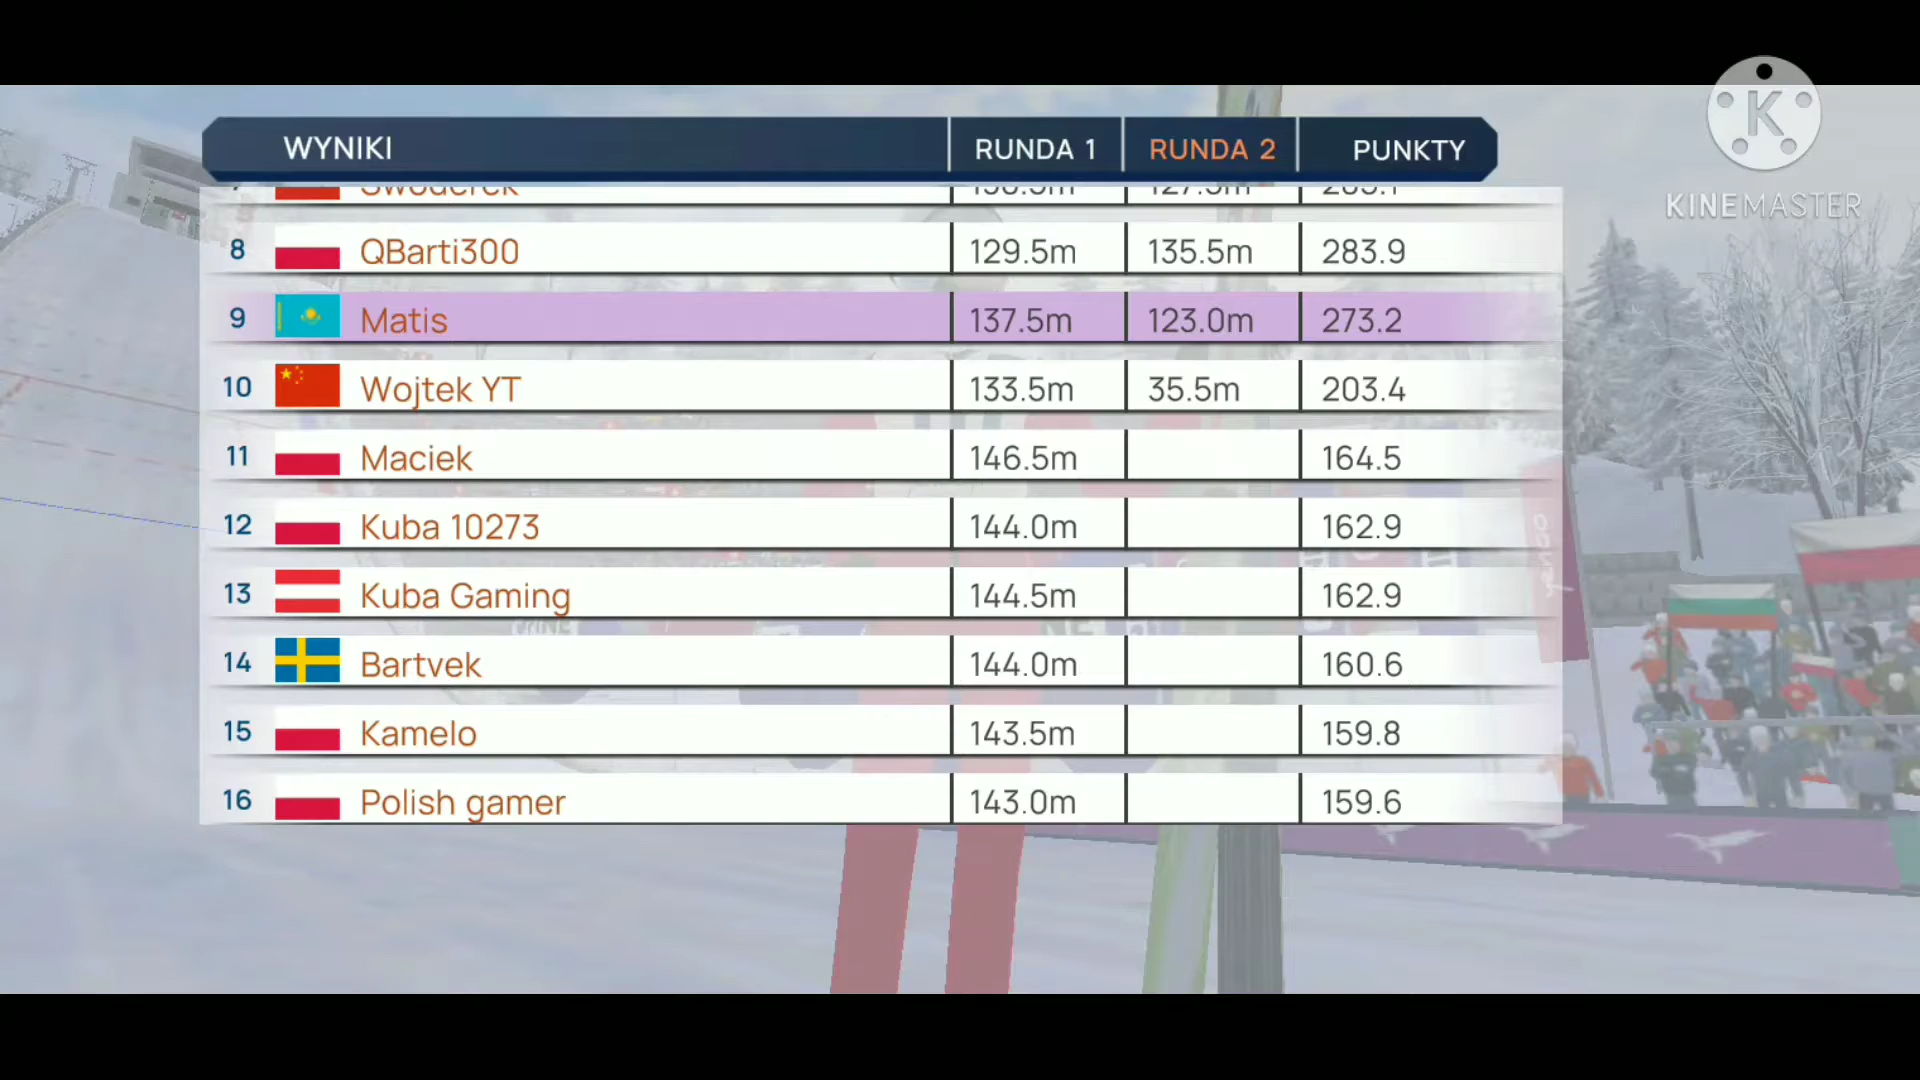 WYNIKI RUNDA 1 RUNDA 2 PUNKTY
Swoderek
8 QBarti300 129.5m 135.5m 283.9
9 Matis 137.5m 123.0m 273.2
10 Wojtek YT 133.5m 35.5m 203.4
11 Maciek 146.5m 164.5
12 Kuba 10273 144.0m 162.9
13 Kuba Gaming 144.5m 162.9
14 Bartvek 144.0m 160.6
15 Kamelo 143.5m 159.8
16 Polish gamer 143.0m 159.6
K
KINEMASTER